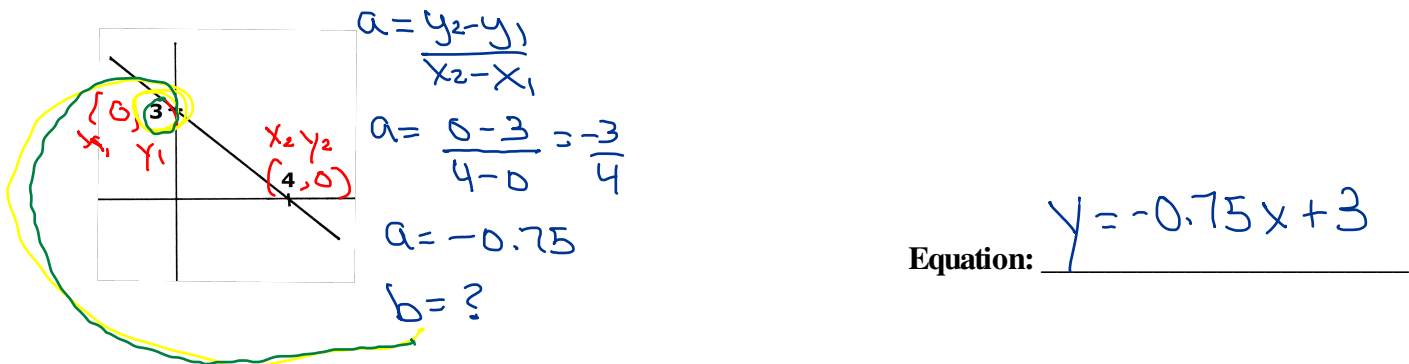 a = y₂-y₁ / x₂-x₁
(0, 3
x₁ y₁
x₂ y₂
(4, 0)
a = 0-3 / 4-0 = -3 / 4
a = -0.75
b = ?
y = -0.75x + 3
Equation: